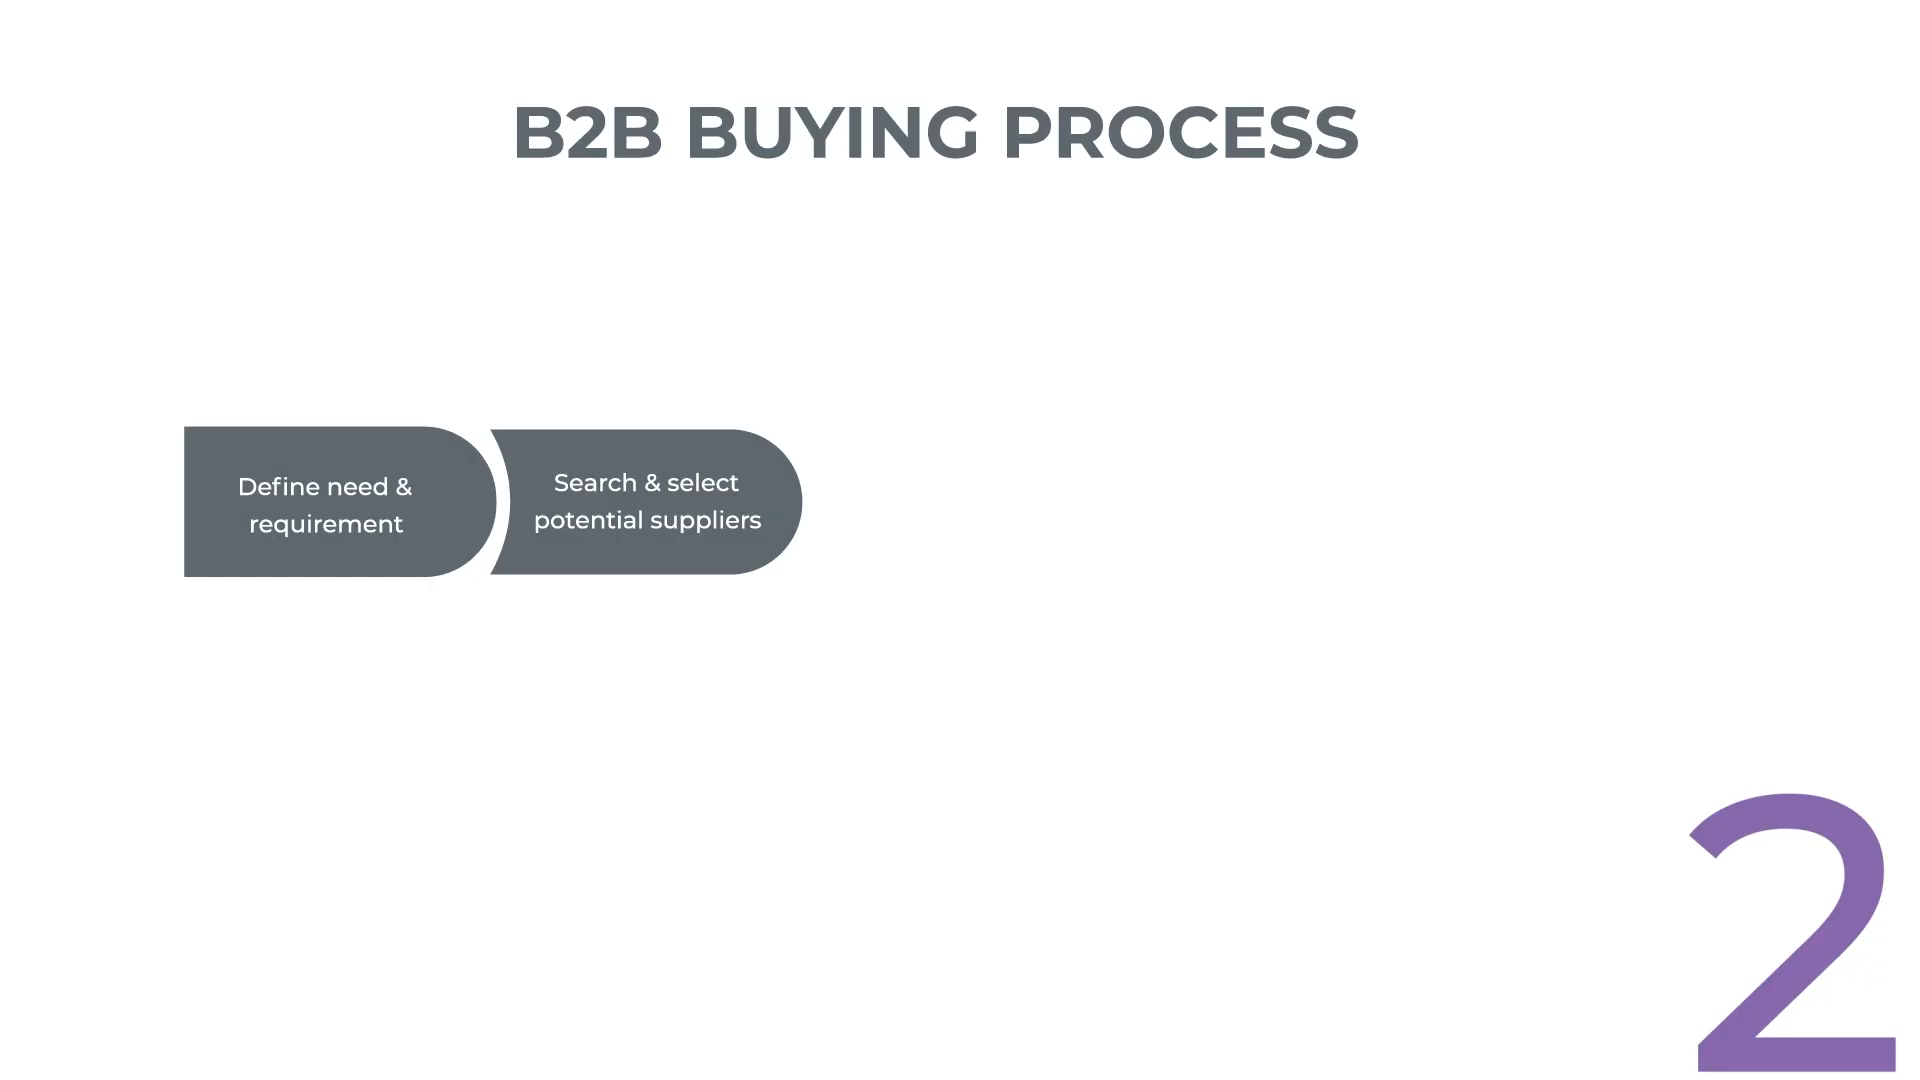 B2B BUYING PROCESS
Define need &
requirement
Search & select
potential suppliers
2